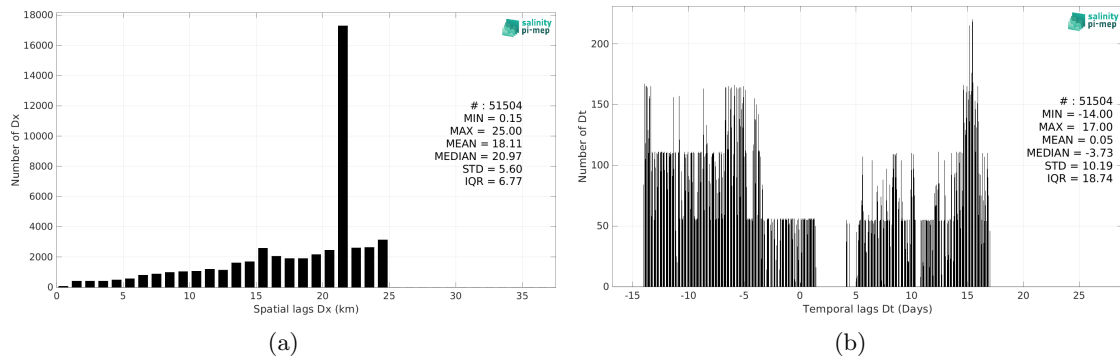 18000
16000
14000
12000
10000
8000
6000
4000
2000
0
Number of Dx
0
5
10
15
20
25
30
35
Spatial lags Dx (km)
salinity
pi-mep
# : 51504
MIN = 0.15
MAX = 25.00
MEAN = 18.11
MEDIAN = 20.97
STD = 5.60
IQR = 6.77
(a)
200
150
100
50
0
Number of Dt
-15
-10
-5
0
5
10
15
20
25
Temporal lags Dt (Days)
salinity
pi-mep
# : 51504
MIN = -14.00
MAX = 17.00
MEAN = 0.05
MEDIAN = -3.73
STD = 10.19
IQR = 18.74
(b)